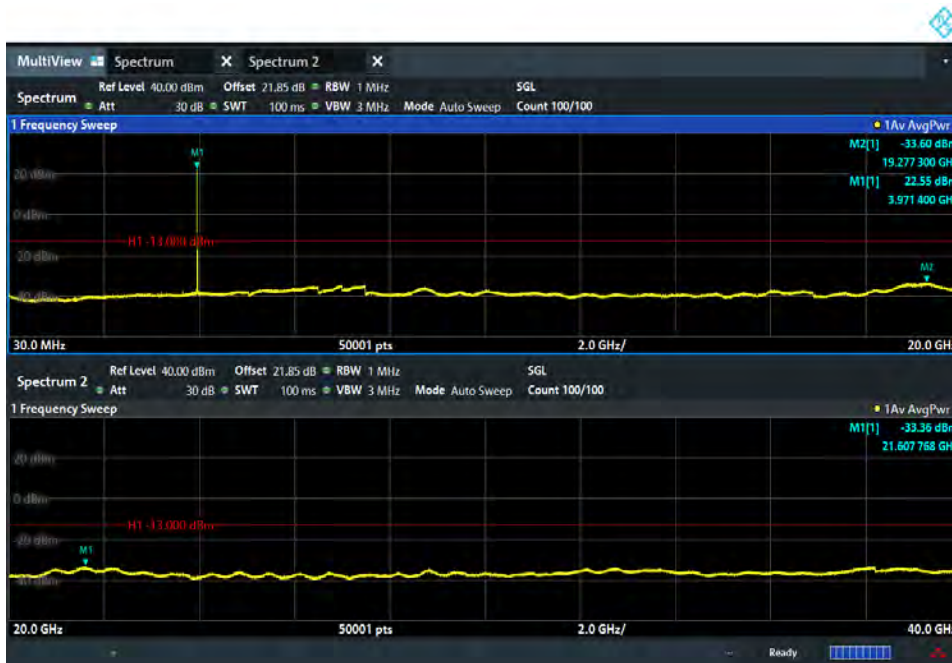 MultiView Spectrum X Spectrum 2 X
Ref Level 40.00 dBm Offset 21.85 dB RBW 1 MHz SGL
Spectrum Att 30 dB SWT 100 ms VBW 3 MHz Mode Auto Sweep Count 100/100
1 Frequency Sweep 1Av AvgPwr
M1 M2[1] -33.60 dBm
19.277 300 GH
20 dBm M1[1] 22.55 dBm
3.971 400 GH
0 dBm
H1 -13.000 dBm
-20 dBm
M2
-40 dBm
30.0 MHz 50001 pts 2.0 GHz/ 20.0 GH
Ref Level 40.00 dBm Offset 21.85 dB RBW 1 MHz SGL
Spectrum 2 Att 30 dB SWT 100 ms VBW 3 MHz Mode Auto Sweep Count 100/100
1 Frequency Sweep 1Av AvgPwr
M1[1] -33.36 dBm
21.607 768 GH
20 dBm
0 dBm
H1 -13.000 dBm
-20 dBm
M1
-40 dBm
20.0 GHz 50001 pts 2.0 GHz/ 40.0 GH
Ready